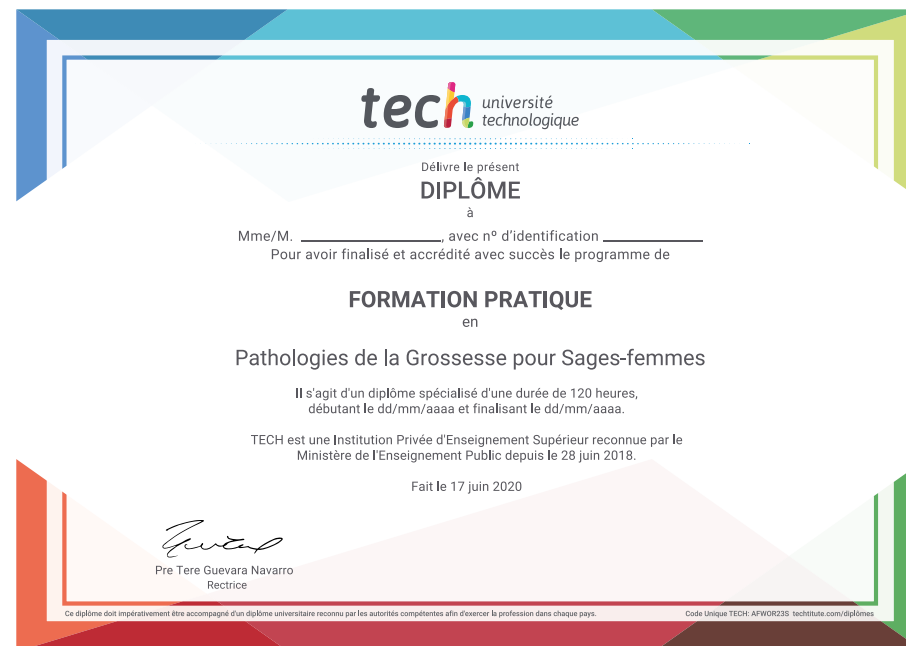 tech université
technologique
Délivre le présent
DIPLÔME
à
Mme/M. ____________________, avec nº d'identification ______________
Pour avoir finalisé et accrédité avec succès le programme de
FORMATION PRATIQUE
en
Pathologies de la Grossesse pour Sages-femmes
Il s'agit d'un diplôme spécialisé d'une durée de 120 heures,
débutant le dd/mm/aaaa et finalisant le dd/mm/aaaa.
TECH est une Institution Privée d'Enseignement Supérieur reconnue par le
Ministère de l'Enseignement Public depuis le 28 juin 2018.
Fait le 17 juin 2020
Pre Tere Guevara Navarro
Rectrice
Ce diplôme doit impérativement être accompagné d'un diplôme universitaire reconnu par les autorités compétentes afin d'exercer la profession dans chaque pays.
Code Unique TECH: AFWOR23S techtitute.com/diplômes